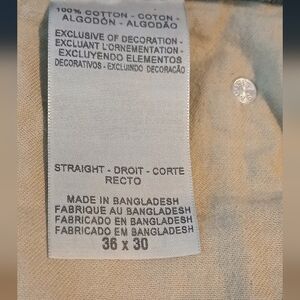 100% COTTON - COTON -
ALGODÓN - ALGODÃO
EXCLUSIVE OF DECORATION -
EXCLUANT L'ORNEMENTATION -
EXCLUYENDO ELEMENTOS
DECORATIVOS - EXCLUINDO DECORAÇÃO
STRAIGHT - DROIT - CORTE
RECTO
MADE IN BANGLADESH
FABRIQUE AU BANGLADESH
FABRICADO EN BANGLADESH
FABRICADO EM BANGLADESH
36 x 30